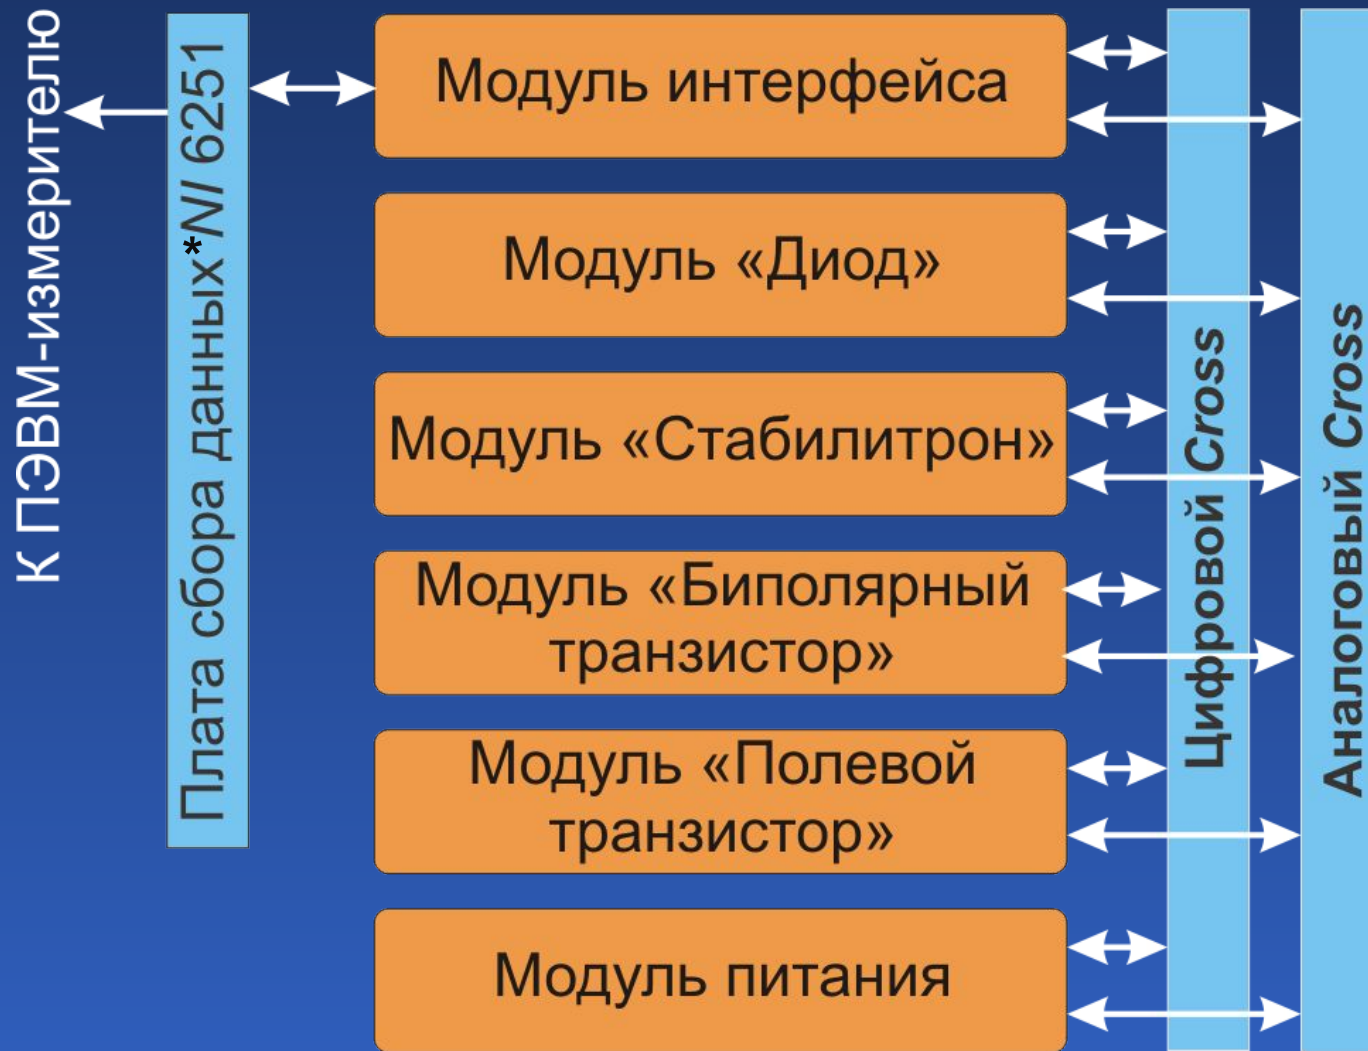 К ПЭВМ-измерителю
Плата сбора данных*NI 6251
Модуль интерфейса
Модуль «Диод»
Модуль «Стабилитрон»
Модуль «Биполярный
транзистор»
Модуль «Полевой
транзистор»
Модуль питания
Цифровой Cross
Аналоговый Cross